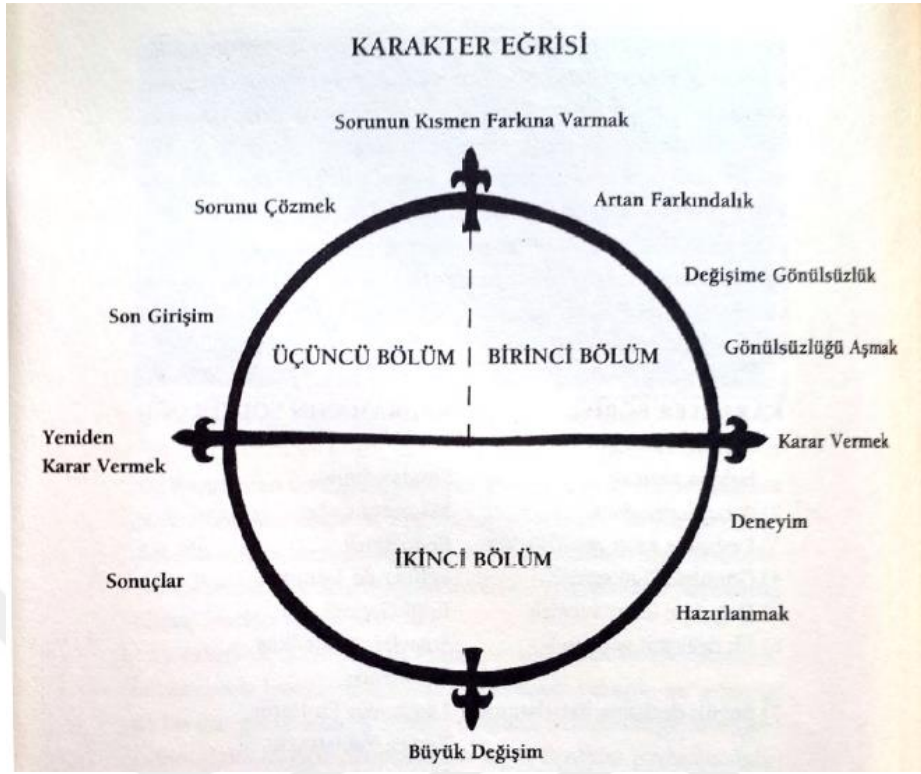 KARAKTER EĞRİSİ
Sorunun Kısmen Farkına Varmak
Artan Farkındalık
Değişime Gönülsüzlük
Gönülsüzlüğü Aşmak
BİRİNCİ BÖLÜM
Karar Vermek
Deneyim
Hazırlanmak
İKİNCİ BÖLÜM
Büyük Değişim
Sonuçlar
Yeniden
Karar Vermek
ÜÇÜNCÜ BÖLÜM
Son Girişim
Sorunu Çözmek